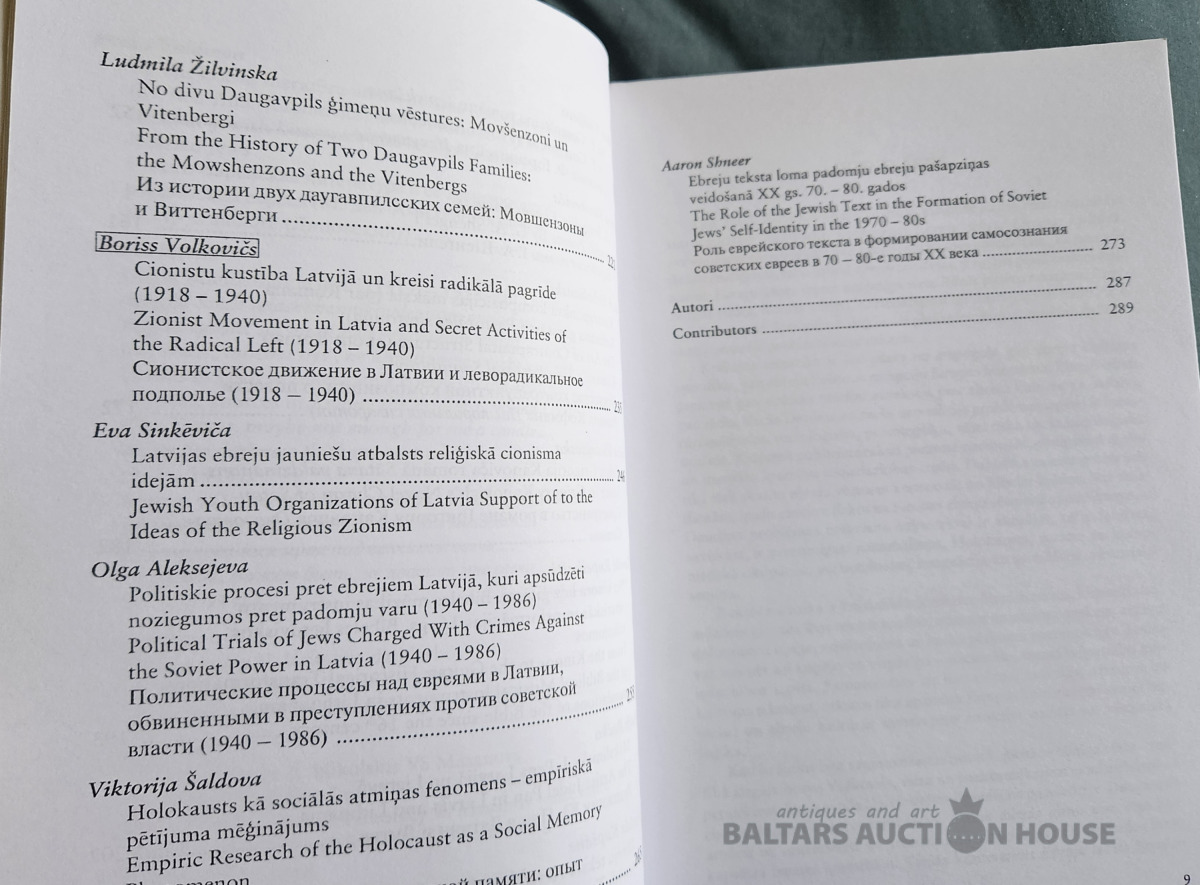 Ludmila Žilvinska
No divu Daugavpils ģimeņu vēstures: Movšenzoni un
Vitenbergi
From the History of Two Daugavpils Families:
the Mowshenzons and the Vitenbergs
Из истории двух даугавпилсских семей: Мовшензоны
и Виттенберги
Boriss Volkovičs
Cionistu kustība Latvijā un kreisi radikālā pagrīde
(1918 – 1940)
Zionist Movement in Latvia and Secret Activities of
the Radical Left (1918 – 1940)
Сионистское движение в Латвии и леворадикальное
подполье (1918 – 1940)
Eva Sinkēviča
Latvijas ebreju jauniešu atbalsts reliģiskā cionisma
idejām
Jewish Youth Organizations of Latvia Support of to the
Ideas of the Religious Zionism
Olga Aleksejeva
Politiskie procesi pret ebrejiem Latvijā, kuri apsūdzēti
noziegumos pret padomju varu (1940 – 1986)
Political Trials of Jews Charged With Crimes Against
the Soviet Power in Latvia (1940 – 1986)
Политические процессы над евреями в Латвии,
обвиненными в преступлениях против советской
власти (1940 – 1986)
Viktorija Šaldova
Holokausts kā sociālās atmiņas fenomens – empīriskā
pētījuma mēģinājums
Empiric Research of the Holocaust as a Social Memory
памяти: опыт
Aaron Shneer
Ebreju teksta loma padomju ebreju pašapziņas
veidošanā XX gs. 70. – 80. gados
The Role of the Jewish Text in the Formation of Soviet
Jews' Self-Identity in the 1970 – 80s
Роль еврейского текста в формировании самосознания
советских евреев в 70 – 80-е годы XX века ........ 273
Autori ........ 287
Contributors ........ 289
9
antiques and art
BALTARS AUCTION HOUSE